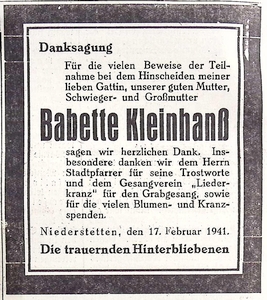 Danksagung
Für die vielen Beweise der Teil-
nahme bei dem Hinscheiden meiner
lieben Gattin, unserer guten Mutter,
Schwieger- und Großmutter
Babette Kleinhanß
sagen wir herzlichen Dank. Ins-
besondere danken wir dem Herrn
Stadtpfarrer für seine Trostworte
und dem Gesangverein „Lieder-
kranz" für den Grabgesang, sowie
für die vielen Blumen- und Kranz-
spenden.
Niederstetten, den 17. Februar 1941.
Die trauernden Hinterbliebenen